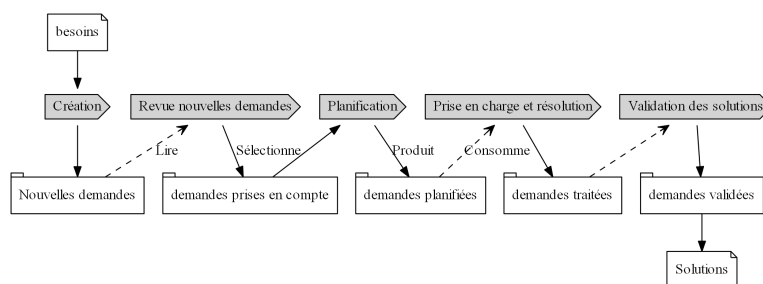 besoins
Création
Revue nouvelles demandes
Planification
Prise en charge et résolution
Validation des solutions
Lire
Sélectionne
Produit
Consomme
Nouvelles demandes
demandes prises en compte
demandes planifiées
demandes traitées
demandes validées
Solutions